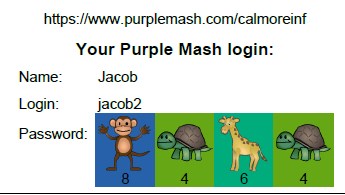 https://www.purplemash.com/calmoreinf
Your Purple Mash login:
Name: Jacob
Login: jacob2
Password:
8 4 6 4